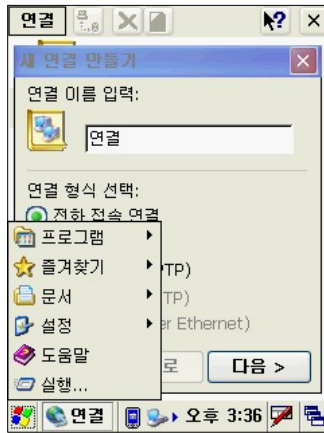 연결
새 연결 만들기
연결 이름 입력:
연결
연결 형식 선택:
전화 접속 연결
프로그램
즐겨찾기
TP)
문서
TP)
설정
er Ethernet)
도움말
로
다음 >
실행...
연결
오후 3:36